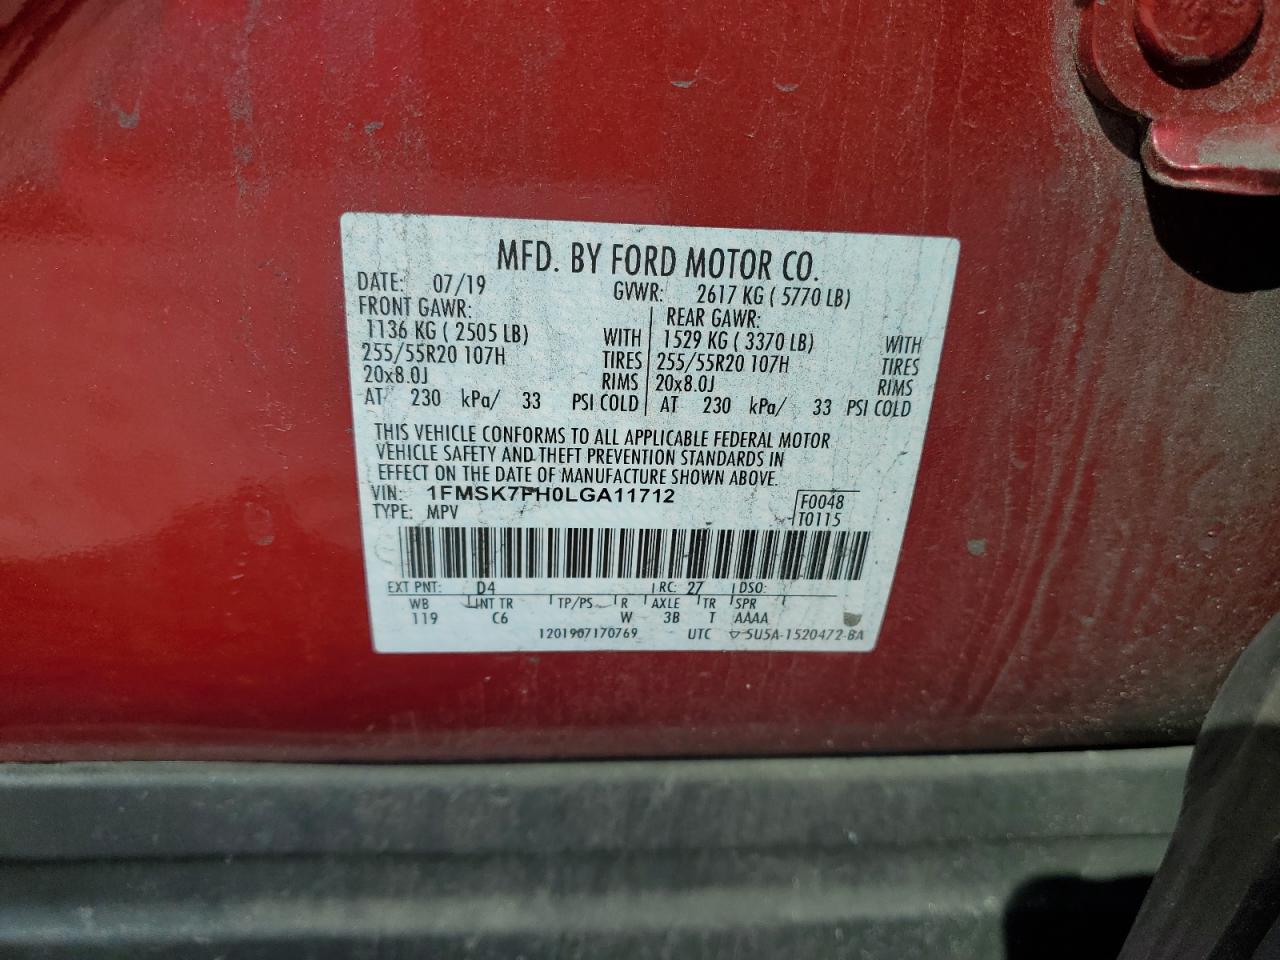 MFD. BY FORD MOTOR CO.
DATE: 07/19 GVWR: 2617 KG ( 5770 LB)
FRONT GAWR: REAR GAWR:
1136 KG ( 2505 LB) WITH 1529 KG ( 3370 LB) WITH
255/55R20 107H TIRES 255/55R20 107H TIRES
20x8.0J RIMS 20x8.0J RIMS
AT 230 kPa/ 33 PSI COLD AT 230 kPa/ 33 PSI COLD
THIS VEHICLE CONFORMS TO ALL APPLICABLE FEDERAL MOTOR
VEHICLE SAFETY AND THEFT PREVENTION STANDARDS IN
EFFECT ON THE DATE OF MANUFACTURE SHOWN ABOVE.
VIN: 1FMSK7FH0LGA11712 F0048
TYPE: MPV T0115
EXT PNT: D4 RC: 27 DSO:
WB INT TR TP/PS R AXLE TR SPR
119 C6 W 3B T AAAA
1201907170769 UTC 5U5A-1520472-BA